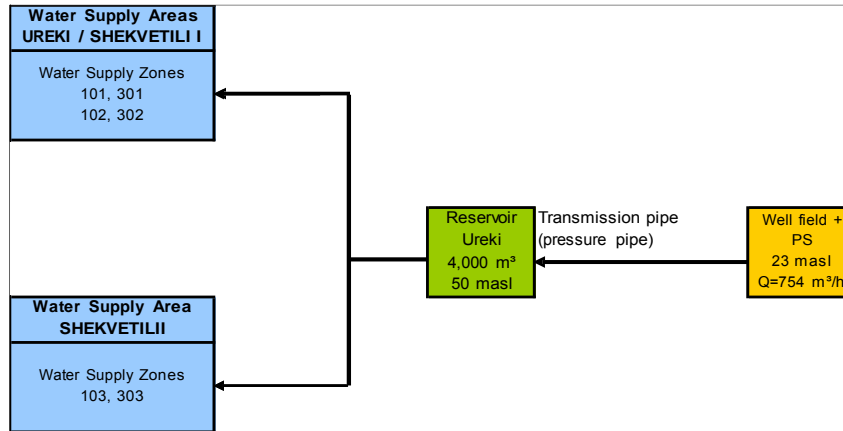 Water Supply Areas
UREKI / SHEKVETILI I
Water Supply Zones
101, 301
102, 302
Reservoir
Ureki
4,000 m³
50 masl
Transmission pipe
(pressure pipe)
Well field +
PS
23 masl
Q=754 m³/h
Water Supply Area
SHEKVETILI I
Water Supply Zones
103, 303